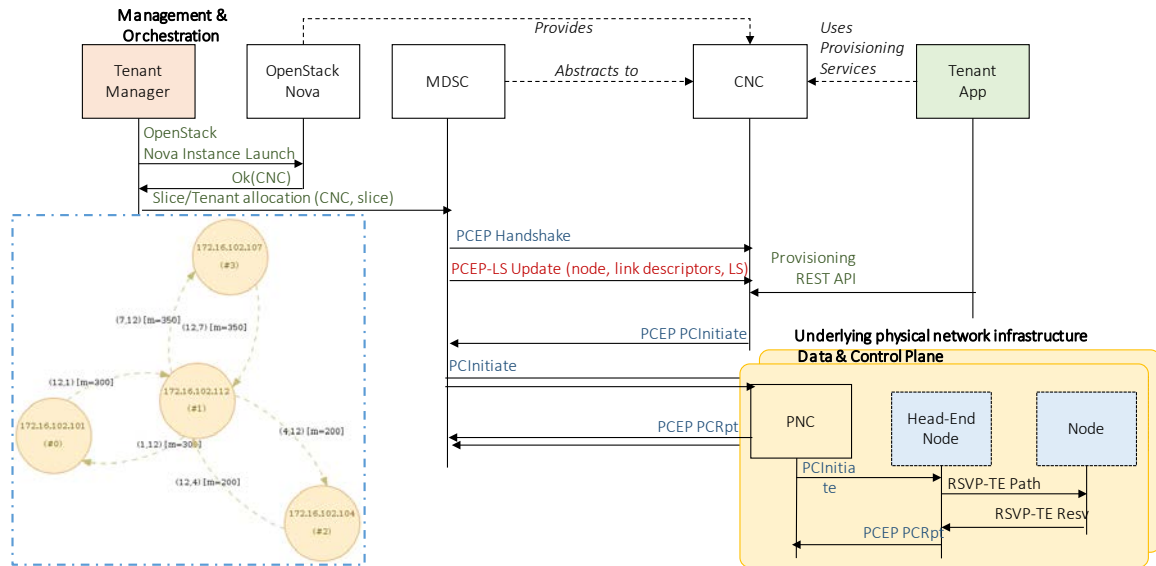 Management &
Orchestration
Provides
Uses
Provisioning
Services
Tenant
Manager
OpenStack
Nova
MDSC
Abstracts to
CNC
Tenant
App
OpenStack
Nova Instance Launch
Ok(CNC)
Slice/Tenant allocation (CNC, slice)
PCEP Handshake
PCEP-LS Update (node, link descriptors, LS)
Provisioning
REST API
PCEP PCInitiate
PCInitiate
PCEP PCRpt
172.16.102.107
(#3)
(7,12) [m=350]
(12,7) [m=350]
(12,1) [m=300]
172.16.102.112
(#1)
172.16.102.101
(#0)
(1,12) [m=300]
(4,12) [m=200]
(12,4) [m=200]
172.16.102.104
(#2)
Underlying physical network infrastructure
Data & Control Plane
PNC
Head-End
Node
Node
PCInitia
te
RSVP-TE Path
RSVP-TE Resv
PCEP PCRpt